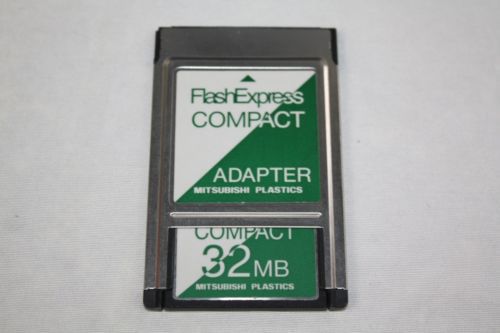 FlashExpress
COMPACT
ADAPTER
MITSUBISHI PLASTICS
COMPACT
32MB
MITSUBISHI PLASTICS